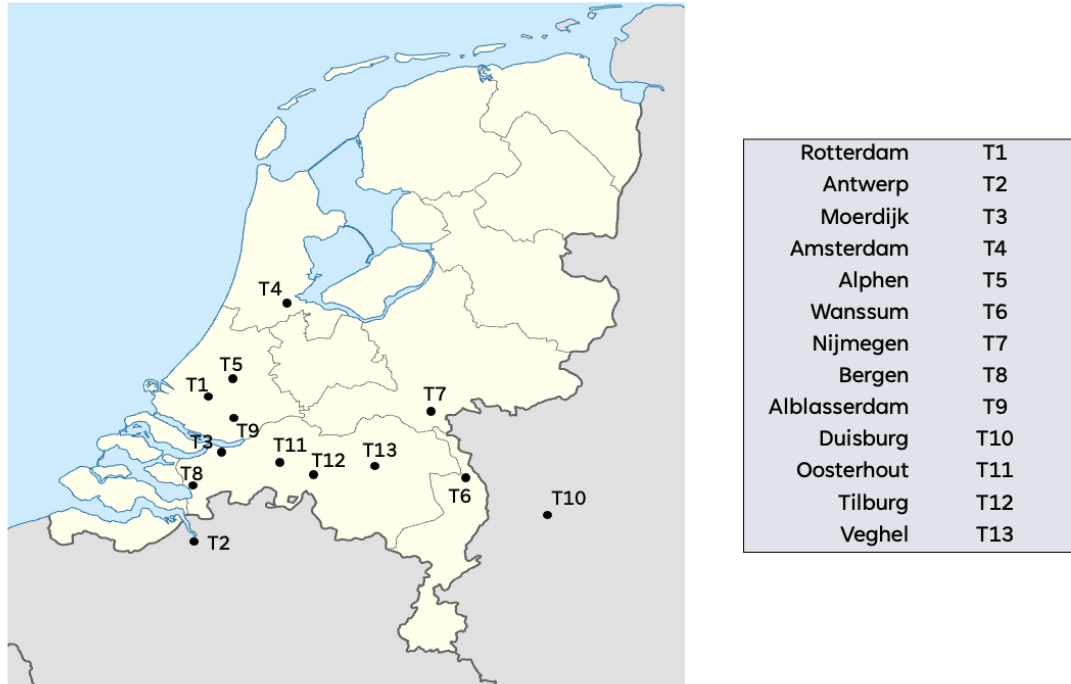 T4
T5
T1
T7
T9
T3
T11
T13
T12
T8
T6
T10
T2
Rotterdam T1
Antwerp T2
Moerdijk T3
Amsterdam T4
Alphen T5
Wanssum T6
Nijmegen T7
Bergen T8
Alblasserdam T9
Duisburg T10
Oosterhout T11
Tilburg T12
Veghel T13